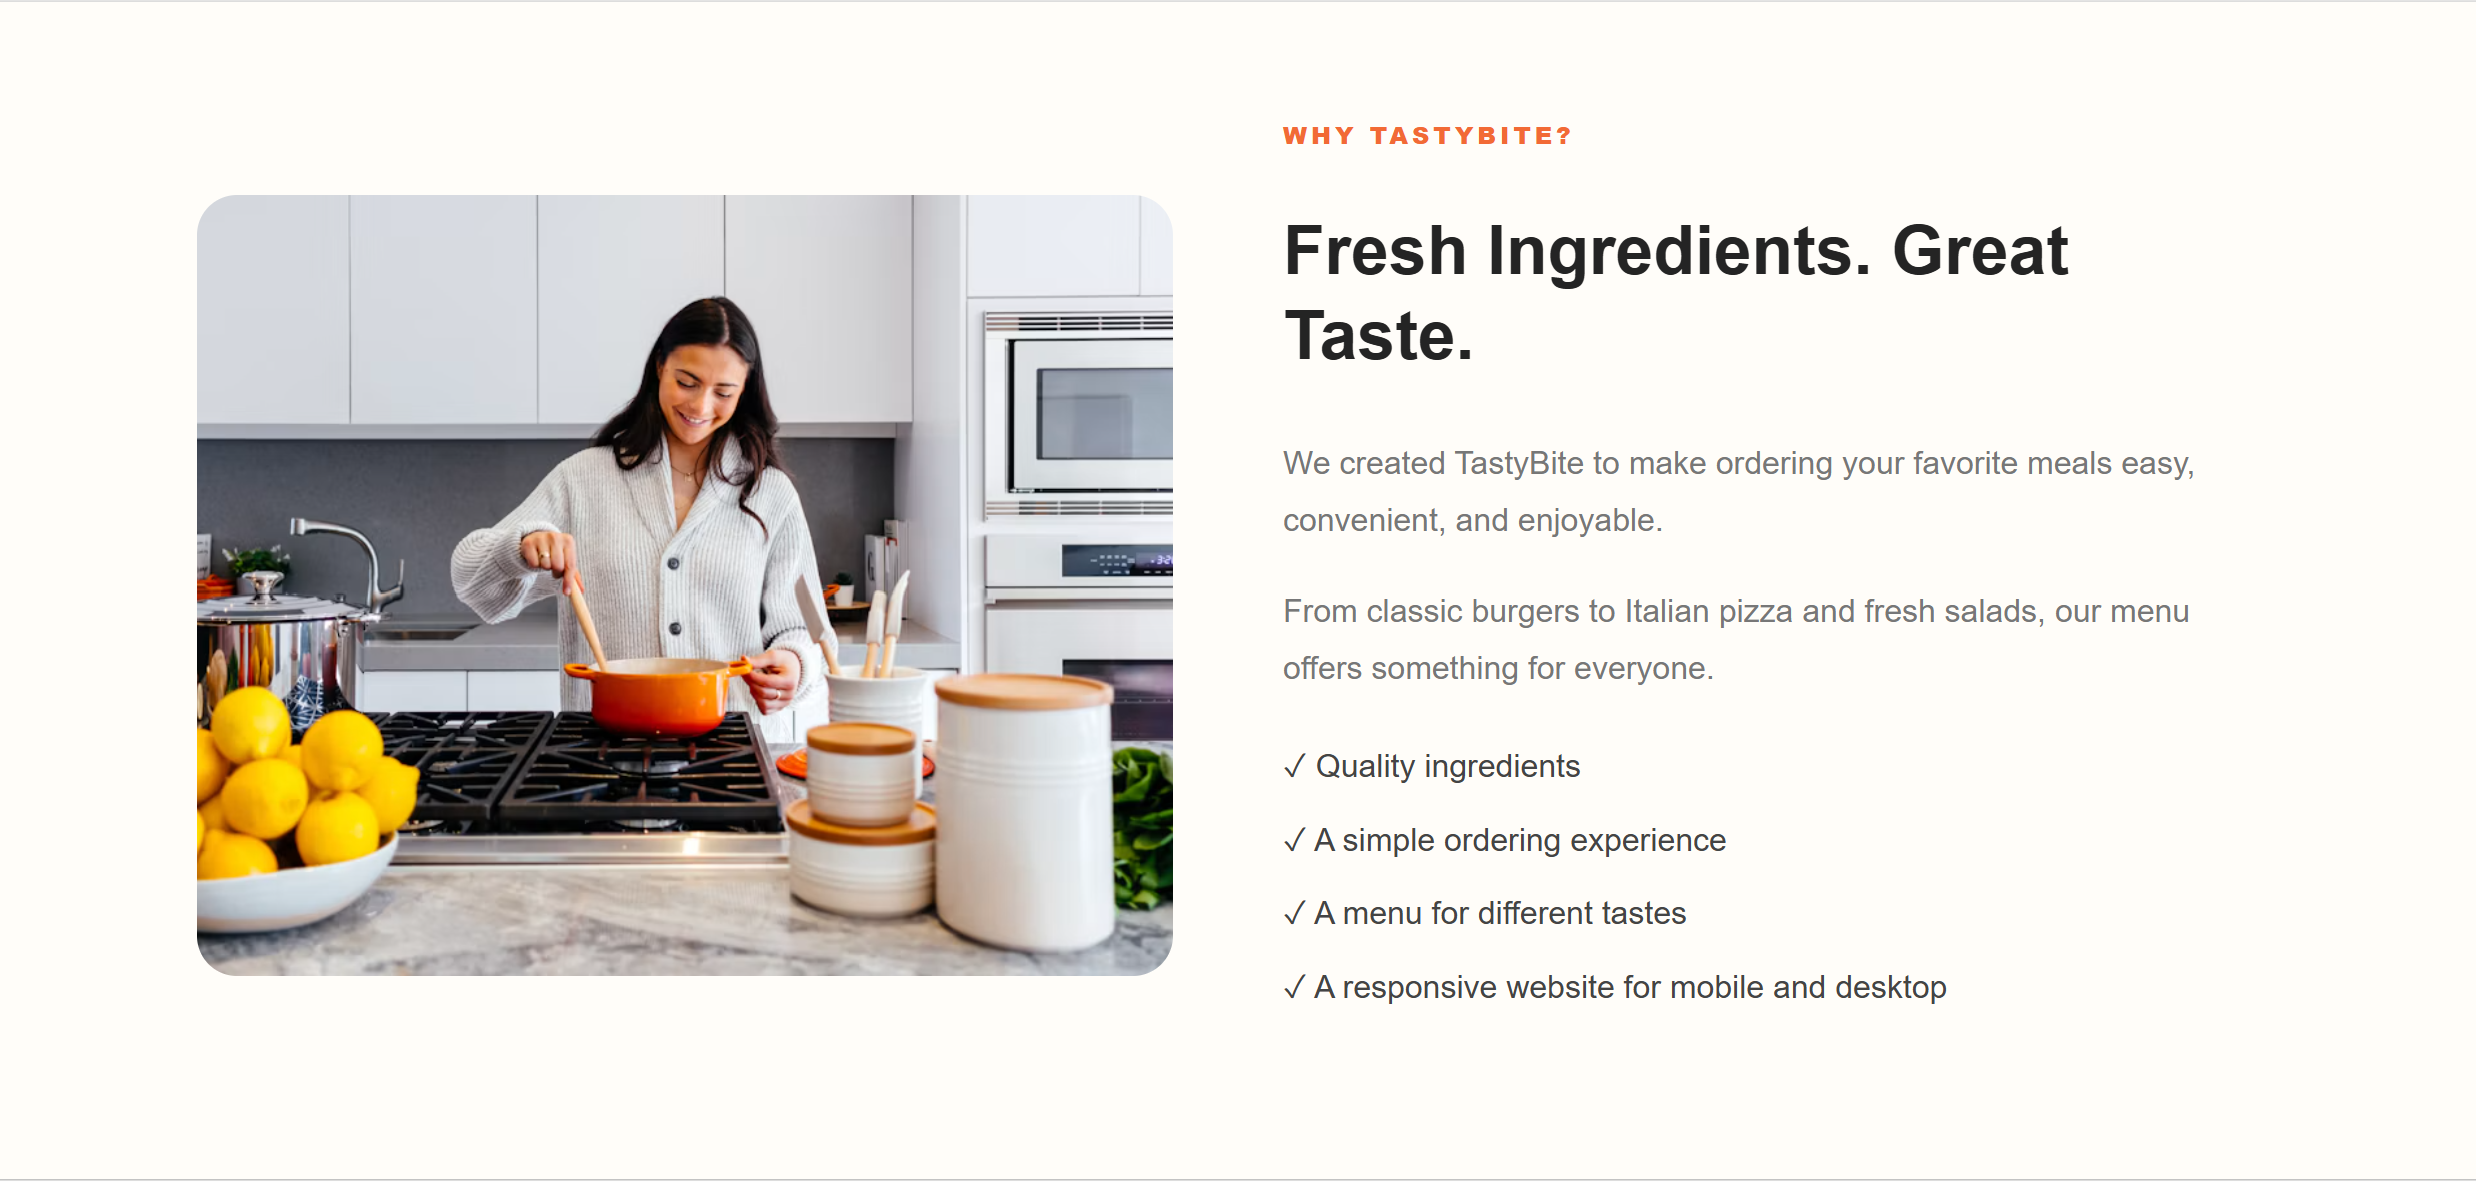 WHY TASTYBITE?
Fresh Ingredients. Great
Taste.
We created TastyBite to make ordering your favorite meals easy,
convenient, and enjoyable.
From classic burgers to Italian pizza and fresh salads, our menu
offers something for everyone.
✓ Quality ingredients
✓ A simple ordering experience
✓ A menu for different tastes
✓ A responsive website for mobile and desktop